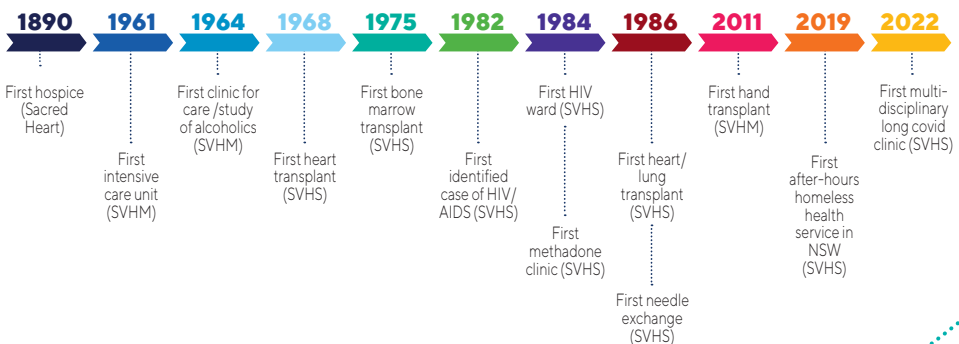 1890
First hospice
(Sacred
Heart)
1961
First
intensive
care unit
(SVHM)
1964
First clinic for
care /study
of alcoholics
(SVHM)
1968
First heart
transplant
(SVHS)
1975
First bone
marrow
transplant
(SVHS)
1982
First
identified
case of HIV/
AIDS (SVHS)
1984
First HIV
ward (SVHS)
First
methadone
clinic (SVHS)
1986
First heart/
lung
transplant
(SVHS)
First needle
exchange
(SVHS)
2011
First hand
transplant
(SVHM)
2019
First
after-hours
homeless
health
service in
NSW
(SVHS)
2022
First multi-
disciplinary
long covid
clinic (SVHS)